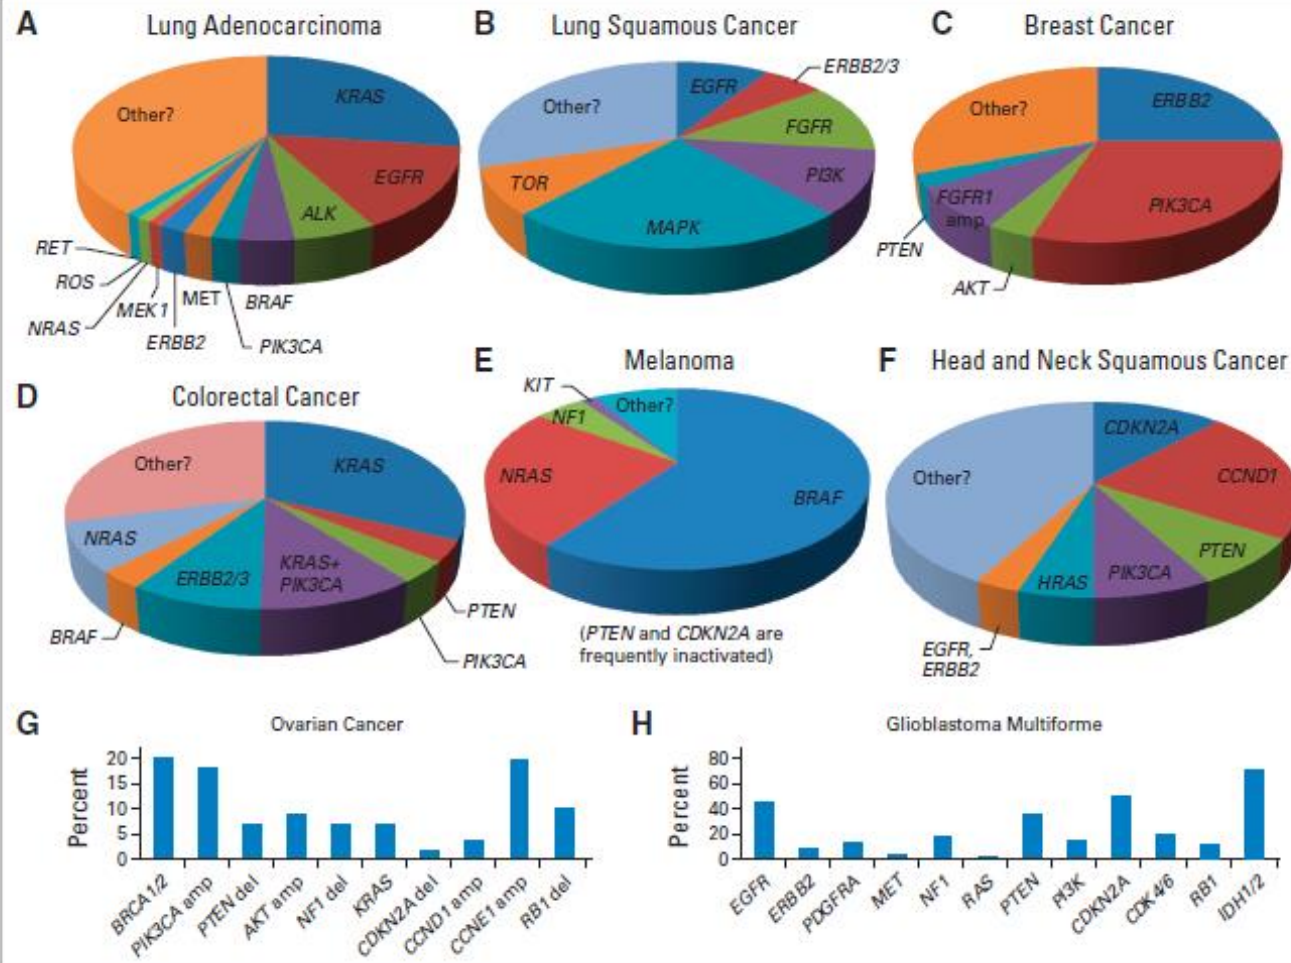 A
Lung Adenocarcinoma
Other?
KRAS
EGFR
ALK
BRAF
PIK3CA
MET
ERBB2
MEK1
NRAS
ROS
RET
B
Lung Squamous Cancer
EGFR
ERBB2/3
FGFR
PI3K
MAPK
TOR
Other?
C
Breast Cancer
ERBB2
PIK3CA
AKT
FGFR1
amp
PTEN
Other?
D
Colorectal Cancer
KRAS
PTEN
PIK3CA
KRAS+
PIK3CA
ERBB2/3
BRAF
NRAS
Other?
E
Melanoma
KIT
Other?
NF1
NRAS
BRAF
(PTEN and CDKN2A are
frequently inactivated)
F
Head and Neck Squamous Cancer
CDKN2A
CCND1
PTEN
PIK3CA
HRAS
EGFR,
ERBB2
Other?
G
Ovarian Cancer
Percent
20
15
10
5
0
BRCA1/2
PIK3CA amp
PTEN del
AKT amp
NF1 del
KRAS
CDKN2A del
CCND1 amp
CCNE1 amp
RB1 del
H
Glioblastoma Multiforme
Percent
80
60
40
20
0
EGFR
ERBB2
PDGFRA
MET
NF1
RAS
PTEN
PI3K
CDKN2A
CDK4/6
RB1
IDH1/2